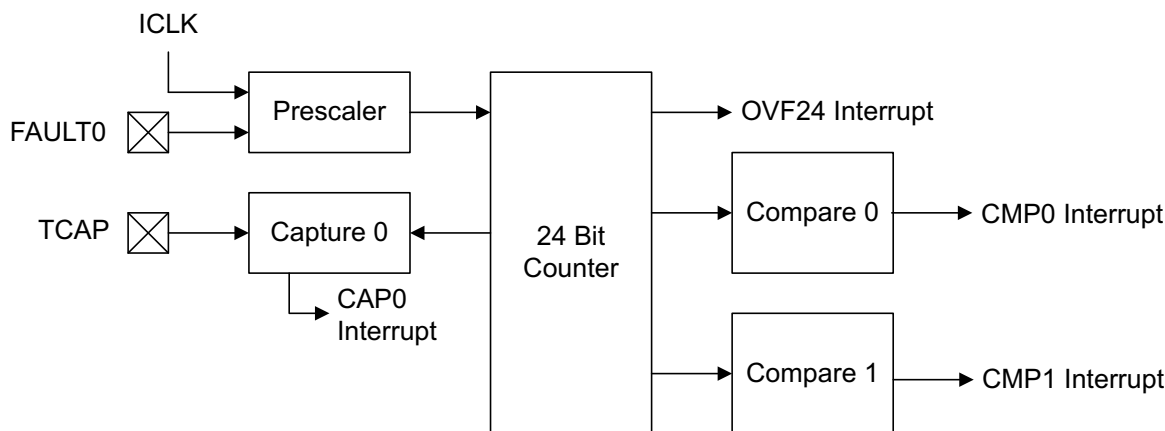 ICLK
Prescaler
FAULT0
OVF24 Interrupt
TCAP
Capture 0
24 Bit
Counter
Compare 0
CMP0 Interrupt
CAP0
Interrupt
Compare 1
CMP1 Interrupt